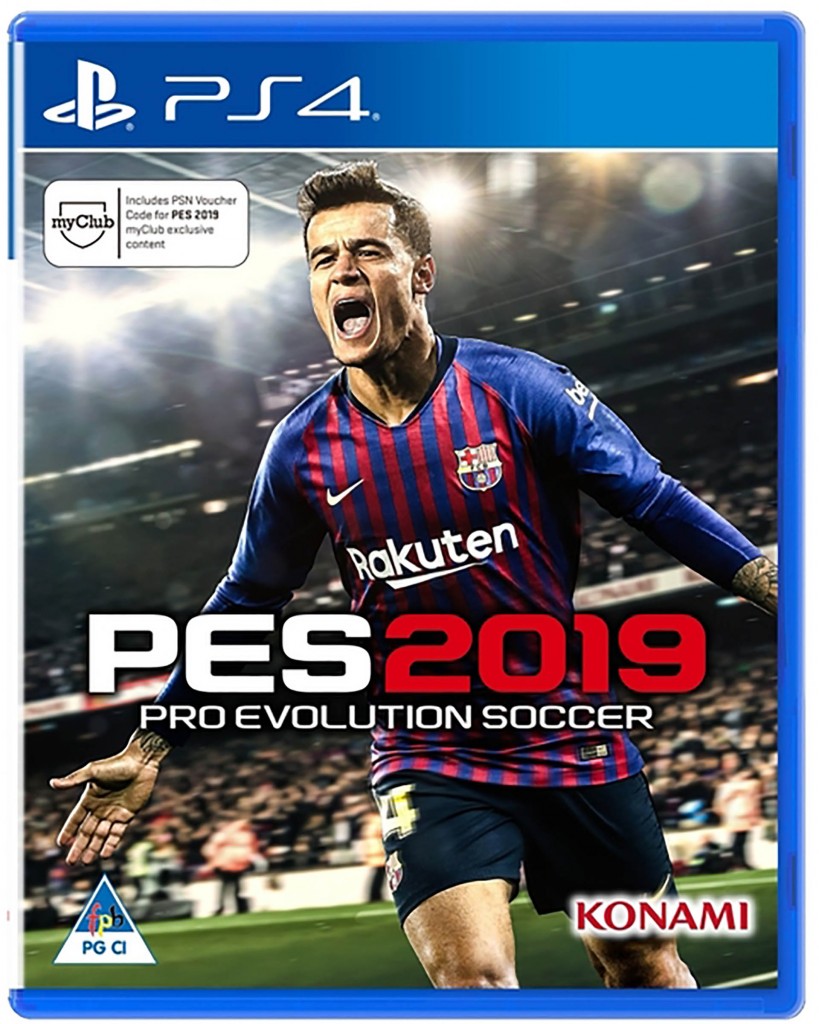 PS4
myClub
Includes PSN Voucher
Code for PES 2019
myClub exclusive
content
Rakuten
PES2019
PRO EVOLUTION SOCCER
4
KONAMI
fpb
PG CI